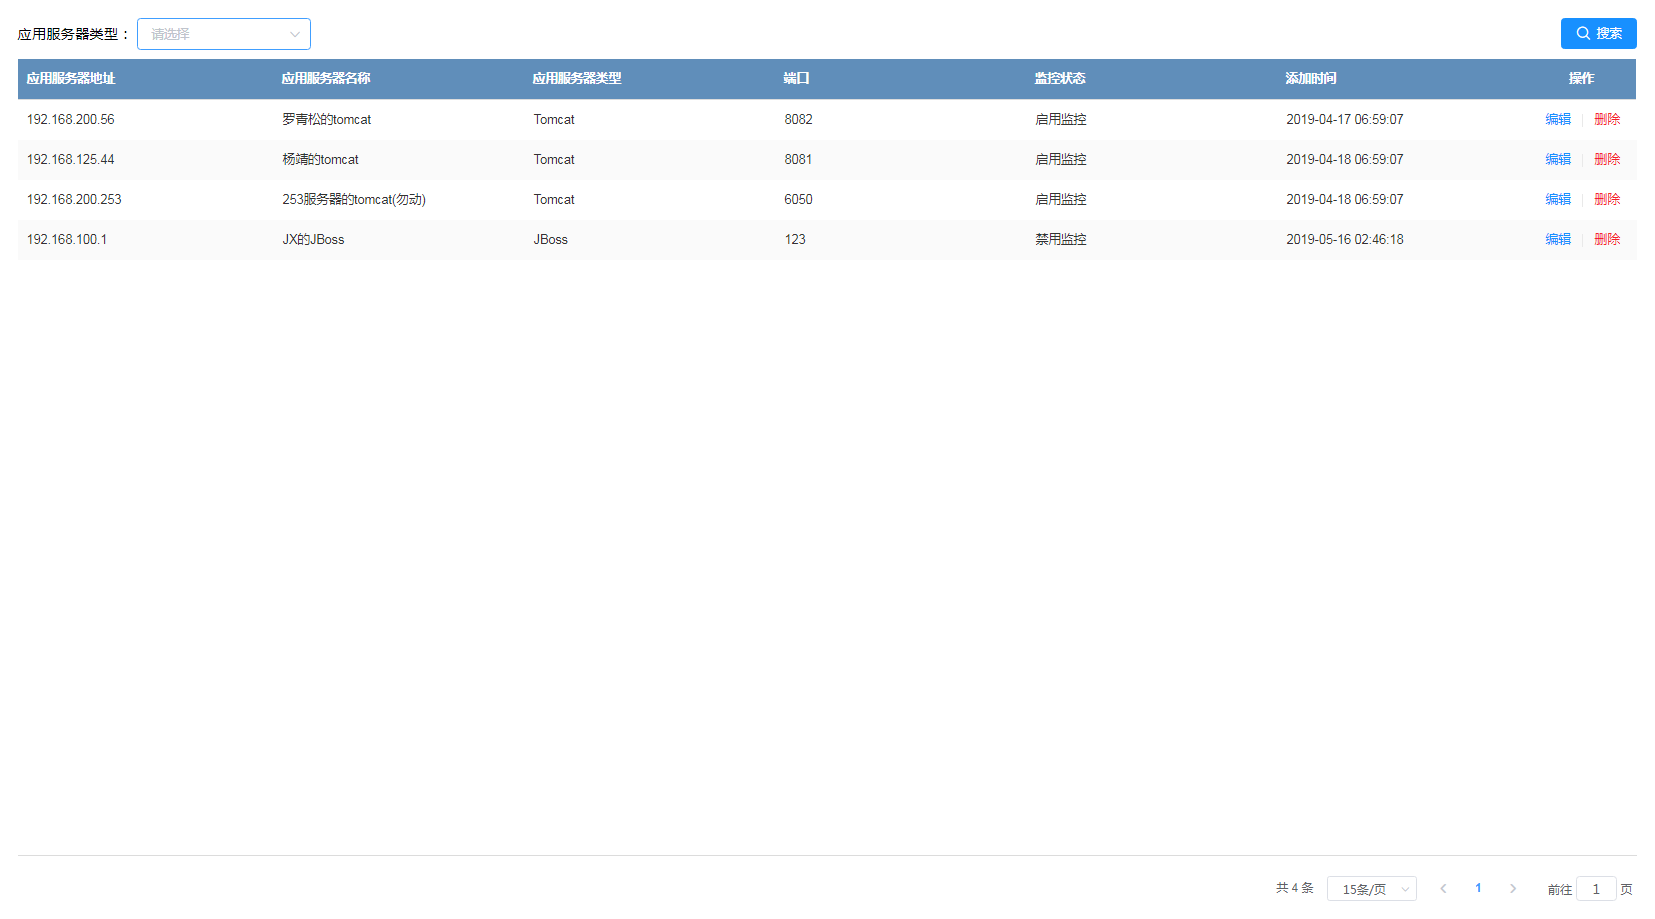 应用服务器类型： 请选择 搜索
应用服务器地址 应用服务器名称 应用服务器类型 端口 监控状态 添加时间 操作
192.168.200.56 罗青松的tomcat Tomcat 8082 启用监控 2019-04-17 06:59:07 编辑 删除
192.168.125.44 杨靖的tomcat Tomcat 8081 启用监控 2019-04-18 06:59:07 编辑 删除
192.168.200.253 253服务器的tomcat(勿动) Tomcat 6050 启用监控 2019-04-18 06:59:07 编辑 删除
192.168.100.1 JX的JBoss JBoss 123 禁用监控 2019-05-16 02:46:18 编辑 删除
共 4 条 15条/页 1 前往 1 页